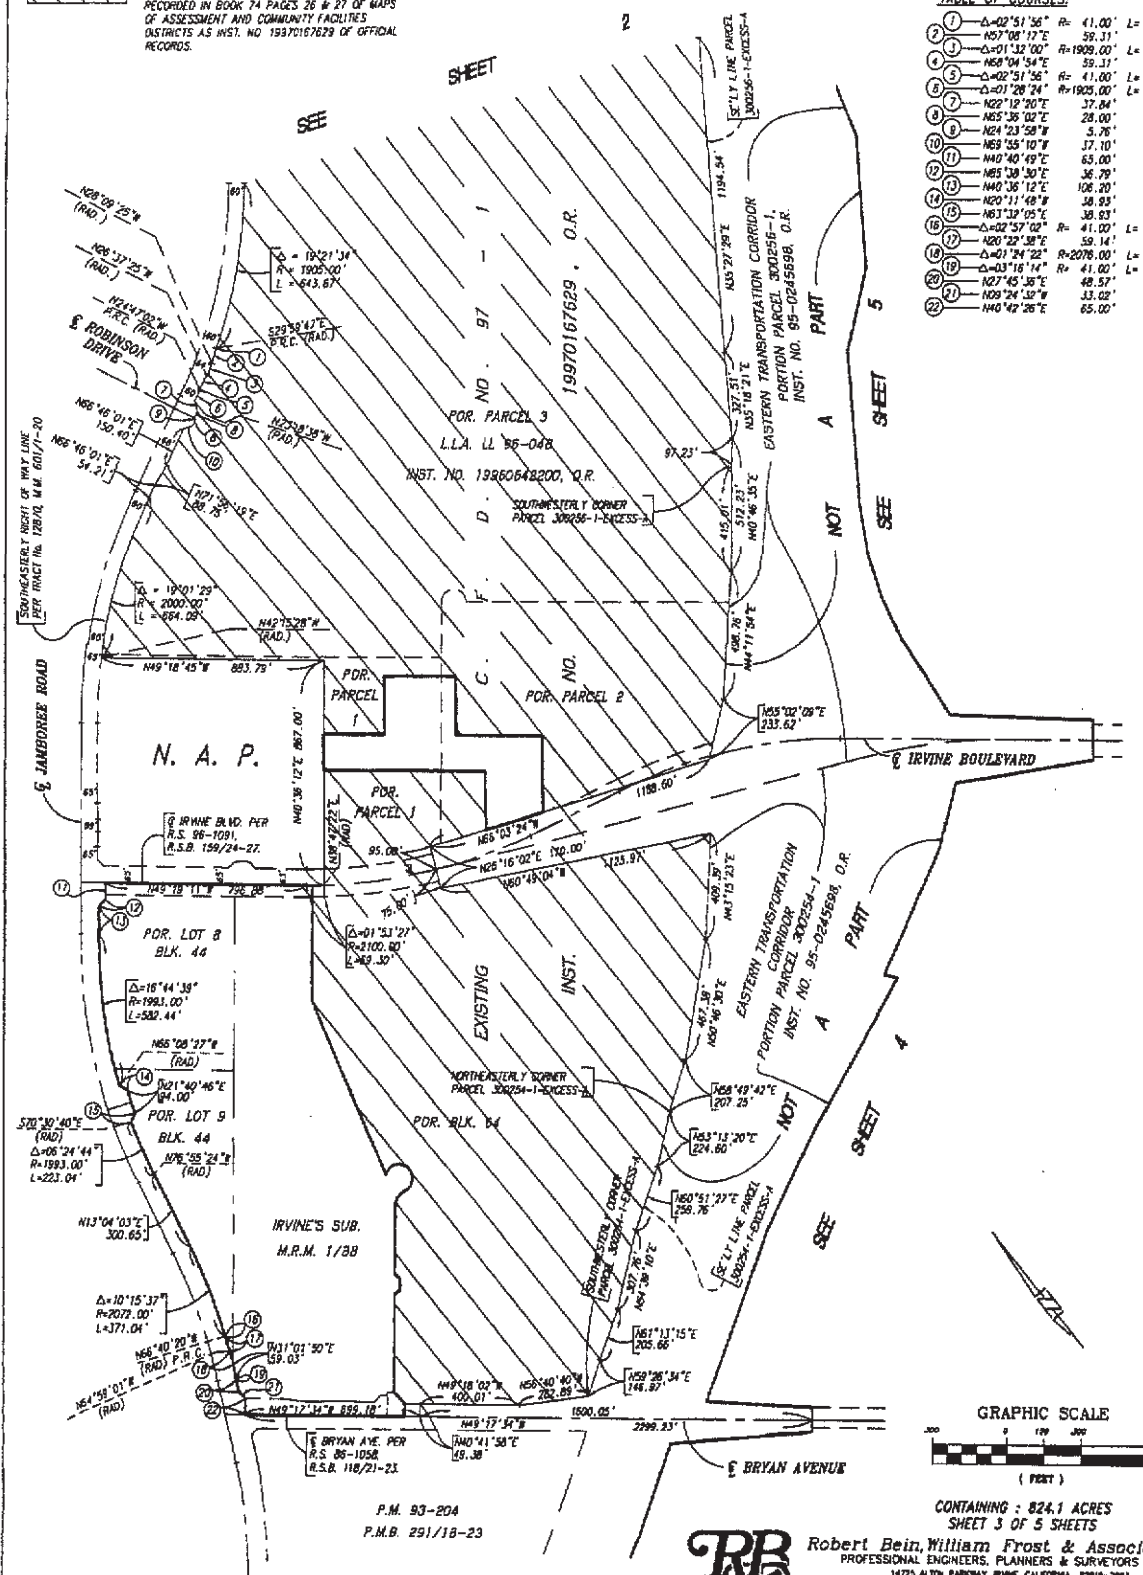 RECORDED IN BOOK 74 PAGES 26 & 27 OF MAPS
OF ASSESSMENT AND COMMUNITY FACILITIES
DISTRICTS AS INST. NO 19970167629 OF OFFICIAL
RECORDS.
TABLE OF COURSES:
1 Δ=02°51'56" R= 41.00' L=
2 N57°08'17"E 59.31'
3 Δ=01°32'00" R=1909.00' L=
4 N68°04'54"E 59.31'
5 Δ=02°51'56" R= 41.00' L=
6 Δ=01°26'24" R=1905.00' L=
7 N22°12'20"E 37.84'
8 N65°36'02"E 28.00'
9 N24°23'58"W 5.76'
10 N69°55'10"W 37.10'
11 N40°40'49"E 65.00'
12 N85°38'30"E 36.79'
13 N40°36'12"E 106.20'
14 N20°11'48"W 38.93'
15 N63°32'05"E 38.93'
16 Δ=02°57'02" R= 41.00' L=
17 N20°22'38"E 59.14'
18 Δ=01°24'22" R=2076.00' L=
19 Δ=03°16'14" R= 41.00' L=
20 N27°45'36"E 48.57'
21 N09°24'32"W 33.02'
22 N40°42'26"E 65.00'
SEE SHEET 2
SE'LY LINE PARCEL
300256-1-EXCESS-A
1194.54'
N35°27'29"E
N28°09'25"W
(RAD.)
N26°37'25"W
(RAD.)
N24°47'02"W
P.R.C. (RAD.)
℄ ROBINSON
DRIVE
Δ = 19°21'34"
R = 1905.00'
L = 643.67'
S29°59'47"E
P.R.C. (RAD.)
N66°46'01"E
150.40'
N66°46'01"E
54.21'
N71°56'19"E
88.75'
SOUTHEASTERLY RIGHT OF WAY LINE
PER TRACT No. 12870, M.M. 601/1-20
Δ = 19°01'29"
R = 2000.00'
L = 664.09'
N42°15'28"W
(RAD.)
N49°18'45"W 883.79'
℄ JAMBOREE ROAD
C. F. D. NO. 97 - 1
EXISTING
INST. NO. 19970167629, O.R.
POR. PARCEL 3
L.L.A. LL 96-048
INST. NO. 19960648200, O.R.
SOUTHWESTERLY CORNER
PARCEL 300256-1-EXCESS-A
327.51'
N35°18'21"E
97.23'
415.01'
512.23'
N40°46'35"E
498.76'
N44°11'54"E
EASTERN TRANSPORTATION CORRIDOR
PORTION PARCEL 300256-1,
INST. NO. 95-0245698, O.R.
NOT A PART
SEE SHEET 5
POR.
PARCEL
1
POR. PARCEL 2
N55°02'09"E
233.62'
N. A. P.
N40°36'12"E 867.00'
POR.
PARCEL 1
℄ IRVINE BLVD. PER
R.S. 96-1091,
R.S.B. 159/24-27.
N38°47'22"E
(RAD)
95.00'
1188.60'
N66°03'24"W
N26°16'02"E 170.00'
N60°49'04"W
1125.97'
75.00'
℄ IRVINE BOULEVARD
N49°19'11"W 796.88'
Δ=01°53'27"
R=2100.00'
L=69.30'
POR. LOT 8
BLK. 44
Δ=16°44'39"
R=1993.00'
L=582.44'
N66°08'27"W
(RAD)
N21°40'46"E
94.00'
POR. LOT 9
BLK. 44
S70°30'40"E
(RAD)
Δ=06°24'44"
R=1993.00'
L=223.04'
N76°55'24"W
(RAD)
N13°04'03"E
300.65'
IRVINE'S SUB.
M.R.M. 1/88
Δ=10°15'37"
R=2072.00'
L=371.04'
N66°40'20"W
(RAD) P.R.C.
N54°59'01"W
(RAD)
N31°01'50"E
59.03'
409.39'
N43°15'23"E
467.38'
N50°46'30"E
EASTERN TRANSPORTATION
CORRIDOR
PORTION PARCEL 300254-1
INST. NO. 95-0245698, O.R.
NOT A PART
SEE SHEET 4
NORTHEASTERLY CORNER
PARCEL 300254-1-EXCESS-A
POR. BLK. 64
N58°49'42"E
207.25'
N53°13'20"E
224.60'
N60°51'27"E
259.76'
SOUTHWESTERLY CORNER
PARCEL 300254-1-EXCESS-A
307.76'
N64°39'10"E
SE'LY LINE PARCEL
300254-1-EXCESS-A
N61°13'15"E
205.66'
N59°26'34"E
146.97'
N49°18'02"W
400.01'
N56°40'40"W
282.89'
N49°17'34"W 899.18'
1600.05'
N49°17'34"W
2299.23'
N40°41'58"E
49.38'
℄ BRYAN AVE. PER
R.S. 86-1058,
R.S.B. 118/21-23.
℄ BRYAN AVENUE
P.M. 93-204
P.M.B. 291/18-23
GRAPHIC SCALE
( FEET )
CONTAINING : 824.1 ACRES
SHEET 3 OF 5 SHEETS
Robert Bein, William Frost & Associ
PROFESSIONAL ENGINEERS, PLANNERS & SURVEYORS